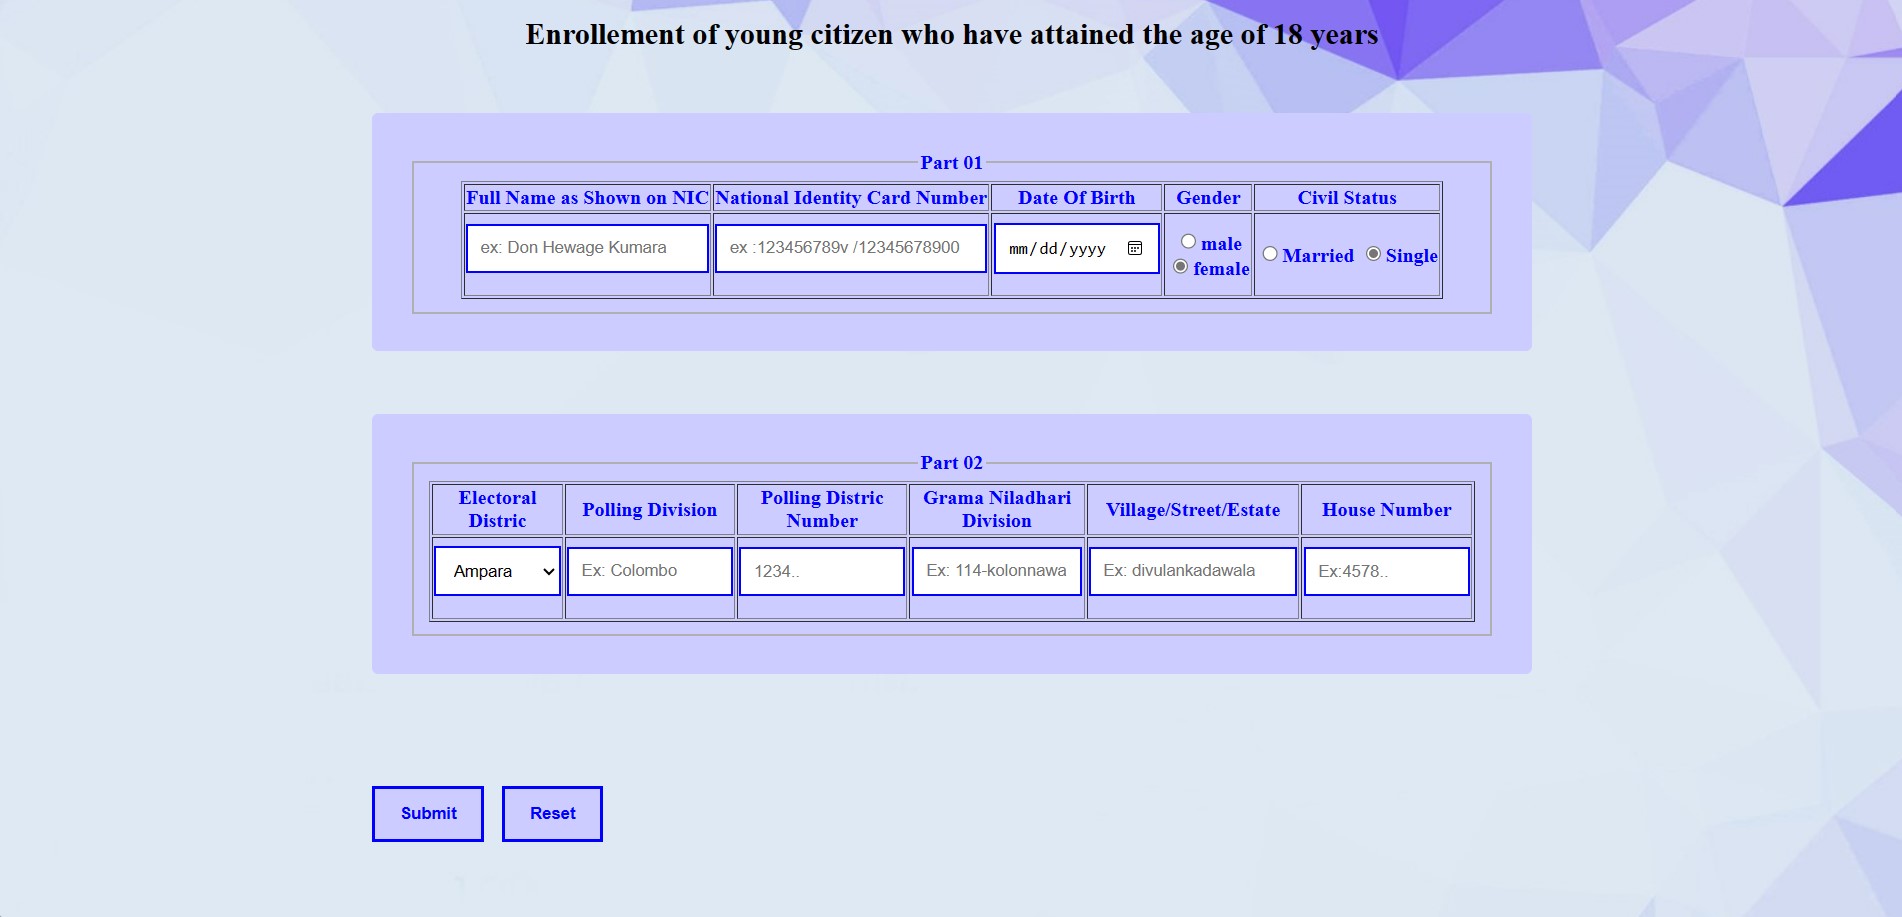 Enrollement of young citizen who have attained the age of 18 years
Part 01
Full Name as Shown on NIC National Identity Card Number Date Of Birth Gender Civil Status
ex: Don Hewage Kumara ex :123456789v /12345678900 mm/dd/yyyy male
female Married Single
Part 02
Electoral Distric Polling Division Polling Distric Number Grama Niladhari Division Village/Street/Estate House Number
Ampara Ex: Colombo 1234.. Ex: 114-kolonnawa Ex: divulankadawala Ex:4578..
Submit Reset